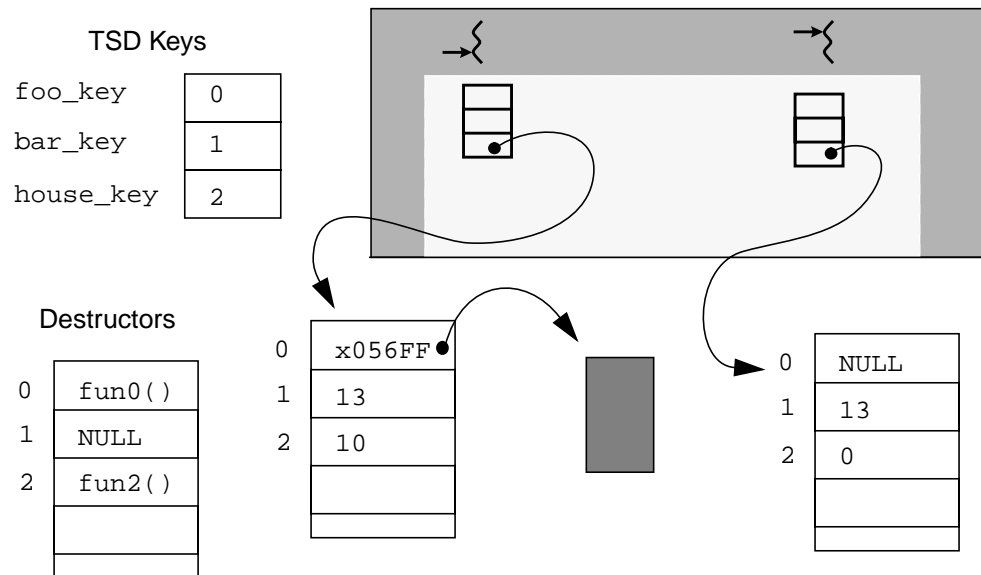 TSD Keys
foo_key 0
bar_key 1
house_key 2
Destructors
0 fun0()
1 NULL
2 fun2()
0 x056FF
1 13
2 10
0 NULL
1 13
2 0